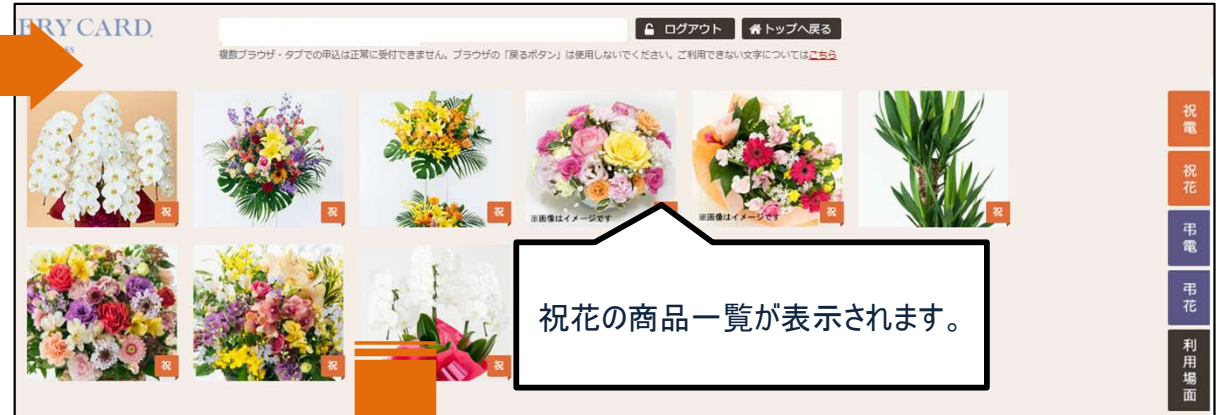 ERY CARD
ログアウト
トップへ戻る
複数ブラウザ・タブでの申込は正常に受付できません。ブラウザの「戻るボタン」は使用しないでください。ご利用できない文字についてはこちら
祝
祝
祝
※画像はイメージです
※画像はイメージです
祝
祝
祝
祝
祝花の商品一覧が表示されます。
祝電
祝花
弔電
弔花
利用場面